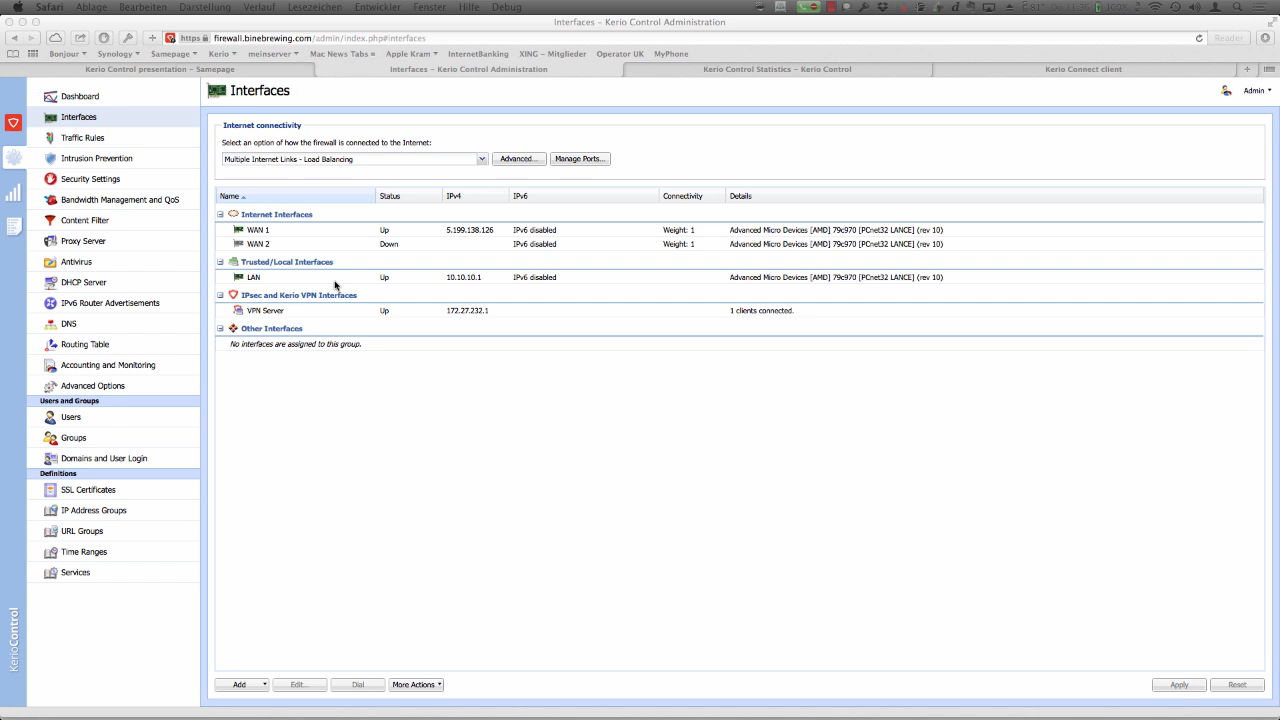 Safari Ablage Bearbeiten Darstellung Verlauf Lesezeichen Entwickler Fenster Hilfe Debug
Interfaces – Kerio Control Administration
https firewall.binebrewing.com/admin/index.php#interfaces Reader
Bonjour Synology Samepage Kerio meinserver Mac News Tabs Apple Kram InternetBanking XING – Mitglieder Operator UK MyPhone
Kerio Control presentation – Samepage Interfaces – Kerio Control Administration Kerio Control Statistics – Kerio Control Kerio Connect client
Dashboard
Interfaces
Traffic Rules
Intrusion Prevention
Security Settings
Bandwidth Management and QoS
Content Filter
Proxy Server
Antivirus
DHCP Server
IPv6 Router Advertisements
DNS
Routing Table
Accounting and Monitoring
Advanced Options
Users and Groups
Users
Groups
Domains and User Login
Definitions
SSL Certificates
IP Address Groups
URL Groups
Time Ranges
Services
KerioControl
Interfaces
Admin
Internet connectivity
Select an option of how the firewall is connected to the Internet:
Multiple Internet Links - Load Balancing Advanced... Manage Ports...
Name Status IPv4 IPv6 Connectivity Details
Internet Interfaces
WAN 1 Up 5.199.138.126 IPv6 disabled Weight: 1 Advanced Micro Devices [AMD] 79c970 [PCnet32 LANCE] (rev 10)
WAN 2 Down IPv6 disabled Weight: 1 Advanced Micro Devices [AMD] 79c970 [PCnet32 LANCE] (rev 10)
Trusted/Local Interfaces
LAN Up 10.10.10.1 IPv6 disabled Advanced Micro Devices [AMD] 79c970 [PCnet32 LANCE] (rev 10)
IPsec and Kerio VPN Interfaces
VPN Server Up 172.27.232.1 1 clients connected.
Other Interfaces
No interfaces are assigned to this group.
Add Edit... Dial More Actions Apply Reset